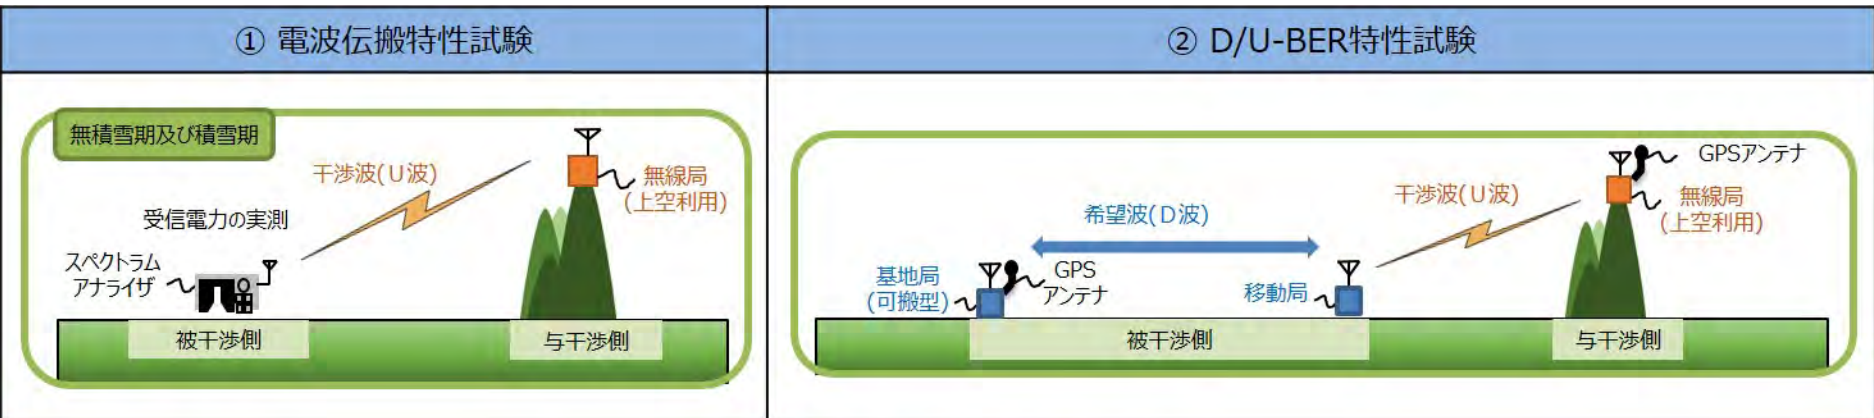 ① 電波伝搬特性試験
無積雪期及び積雪期
干渉波(U波)
無線局
(上空利用)
受信電力の実測
スペクトラム
アナライザ
被干渉側
与干渉側
② D/U-BER特性試験
GPSアンテナ
干渉波(U波)
無線局
(上空利用)
希望波(D波)
基地局
(可搬型)
GPS
アンテナ
移動局
被干渉側
与干渉側